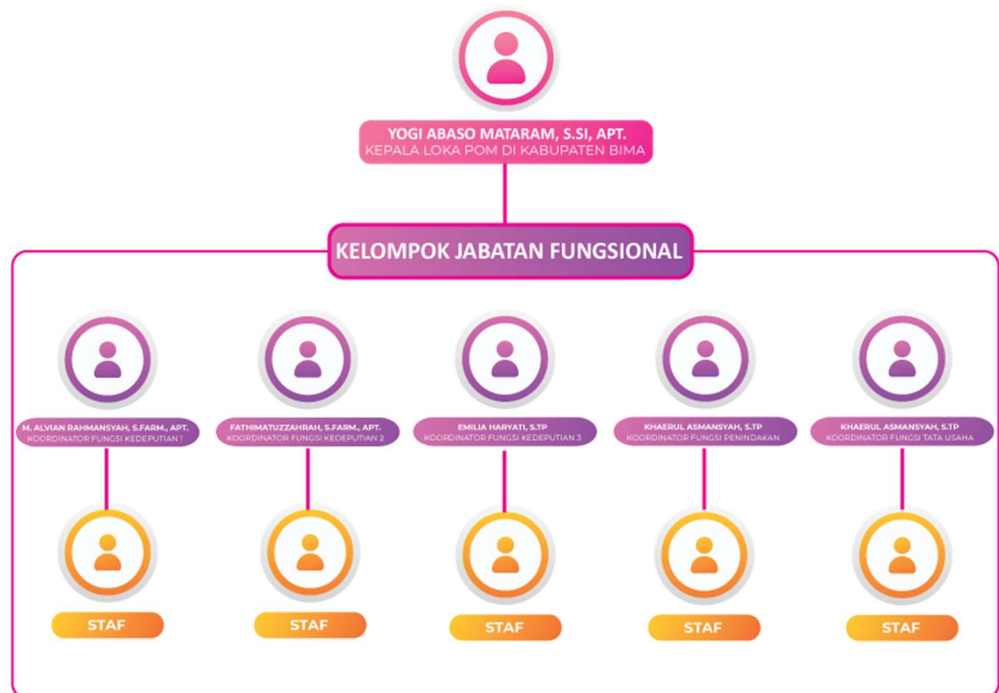 YOGI ABASO MATARAM, S.SI, APT.
KEPALA LOKA POM DI KABUPATEN BIMA
KELOMPOK JABATAN FUNGSIONAL
M. ALVIAN RAHMANSYAH, S.FARM., APT.
KOORDINATOR FUNGSI KEDEPUTIAN 1
FATHIMATUZZAHRAH, S.FARM., APT.
KOORDINATOR FUNGSI KEDEPUTIAN 2
EMILIA HARYATI, S.TP
KOORDINATOR FUNGSI KEDEPUTIAN 3
KHAERUL ASMANSYAH, S.TP
KOORDINATOR FUNGSI PENINDAKAN
KHAERUL ASMANSYAH, S.TP
KOORDINATOR FUNGSI TATA USAHA
STAF
STAF
STAF
STAF
STAF